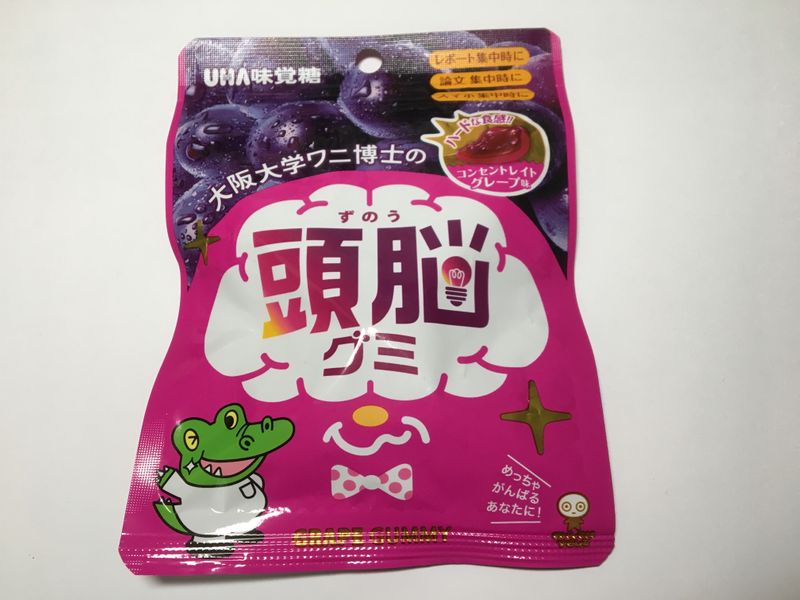 UHA味覚糖
レポート集中時に
論文 集中時に
大阪大学ワニ博士の
ハードな食感!!
コンセントレイト
グレープ味
ずのう
頭脳
グミ
めっちゃ
がんばる
あなたに!
GRAPE GUMMY